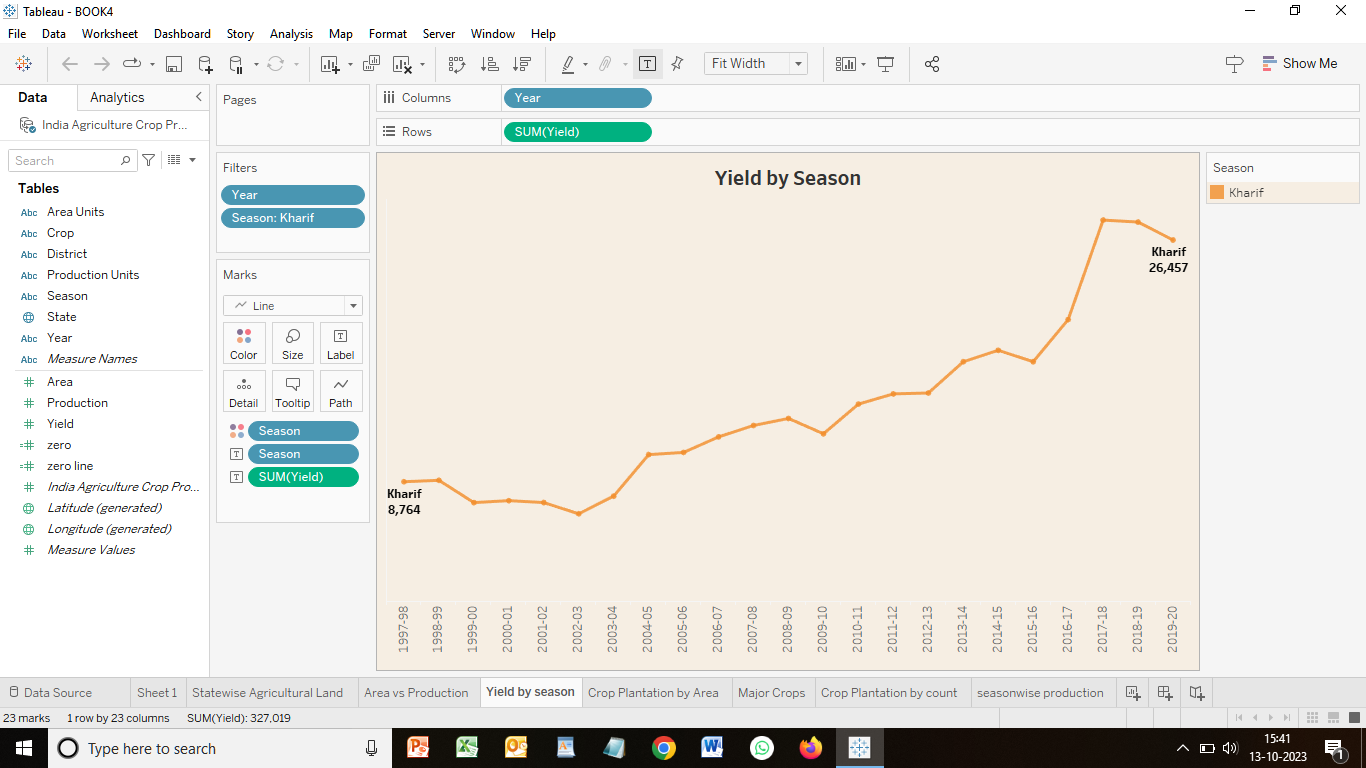 Tableau - BOOK4
File Data Worksheet Dashboard Story Analysis Map Format Server Window Help
Fit Width
Show Me
Data Analytics
India Agriculture Crop Pr...
Search
Tables
Abc Area Units
Abc Crop
Abc District
Abc Production Units
Abc Season
State
Abc Year
Abc Measure Names
# Area
# Production
# Yield
=# zero
=# zero line
# India Agriculture Crop Pro...
Latitude (generated)
Longitude (generated)
# Measure Values
Pages
Filters
Year
Season: Kharif
Marks
Line
Color Size Label
Detail Tooltip Path
Season
Season
SUM(Yield)
Columns Year
Rows SUM(Yield)
Yield by Season
Kharif
8,764
Kharif
26,457
1997-98
1998-99
1999-00
2000-01
2001-02
2002-03
2003-04
2004-05
2005-06
2006-07
2007-08
2008-09
2009-10
2010-11
2011-12
2012-13
2013-14
2014-15
2015-16
2016-17
2017-18
2018-19
2019-20
Season
Kharif
Data Source Sheet 1 Statewise Agricultural Land Area vs Production Yield by season Crop Plantation by Area Major Crops Crop Plantation by count seasonwise production
23 marks 1 row by 23 columns SUM(Yield): 327,019
Type here to search
15:41
13-10-2023
1